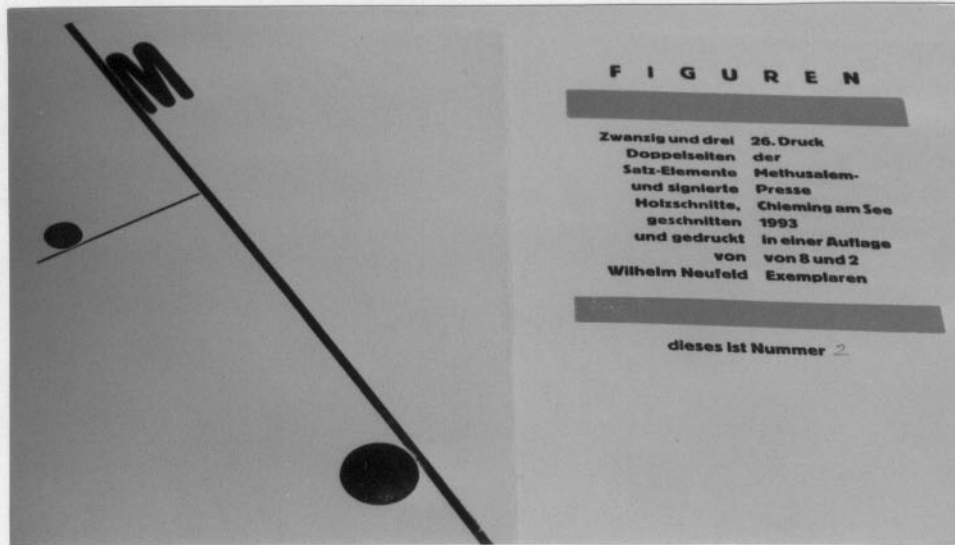 M
FIGUREN
Zwanzig und drei
Doppelseiten
Satz-Elemente
und signierte
Holzschnitte,
geschnitten
und gedruckt
von
Wilhelm Neufeld
26. Druck
der
Methusalem-
Presse
Chieming am See
1993
in einer Auflage
von 8 und 2
Exemplaren
dieses ist Nummer 2